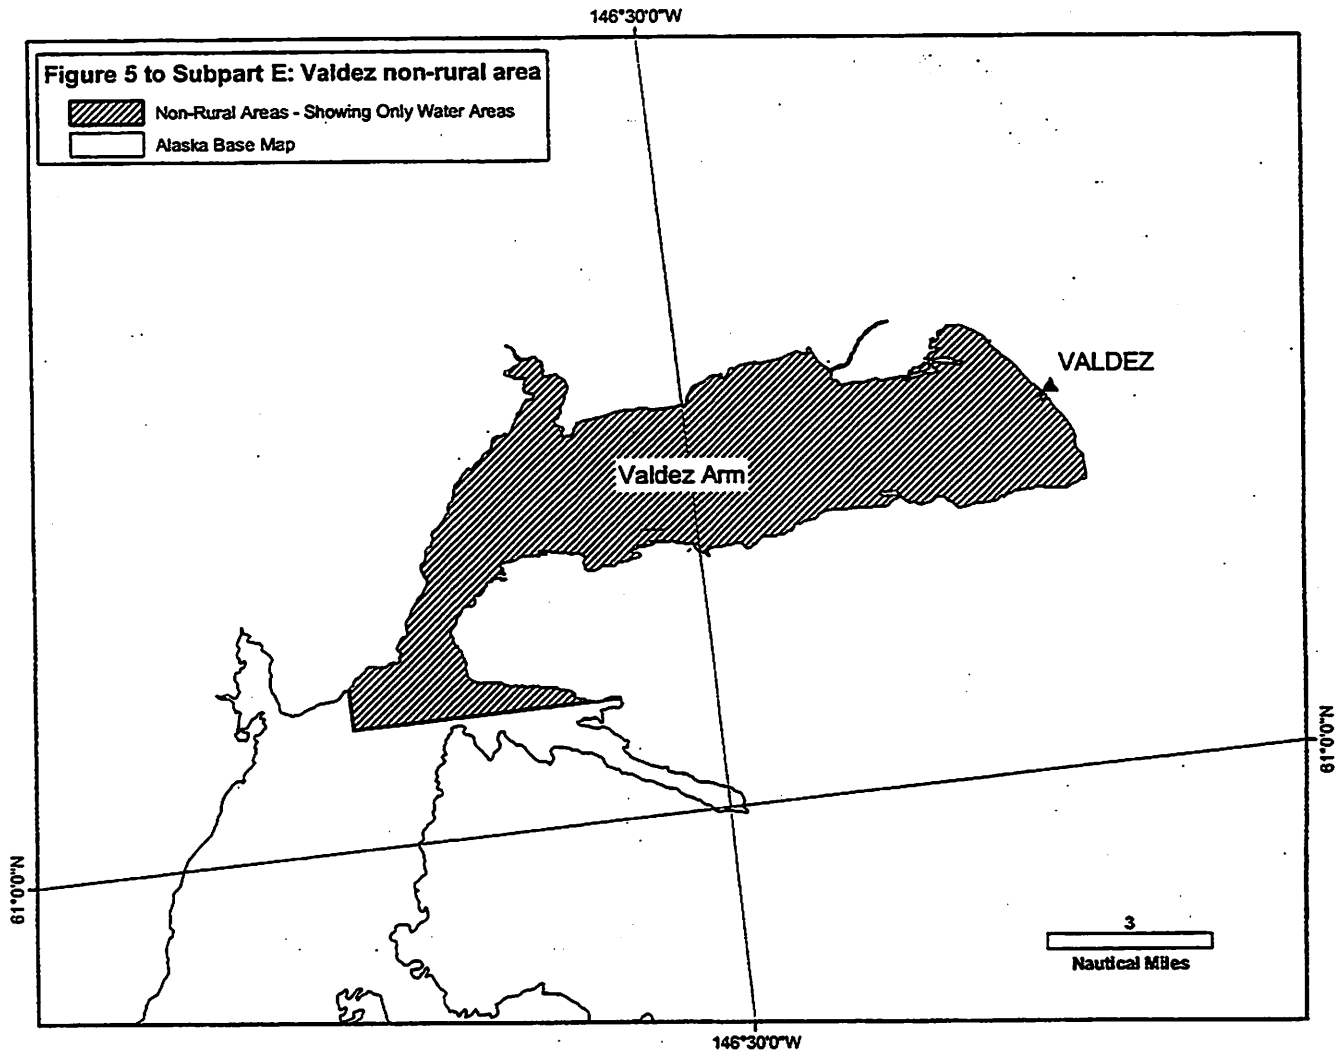 146°30'0"W
Figure 5 to Subpart E: Valdez non-rural area
Non-Rural Areas - Showing Only Water Areas
Alaska Base Map
VALDEZ
Valdez Arm
61°0'0"N
61°0'0"N
3
Nautical Miles
146°30'0"W